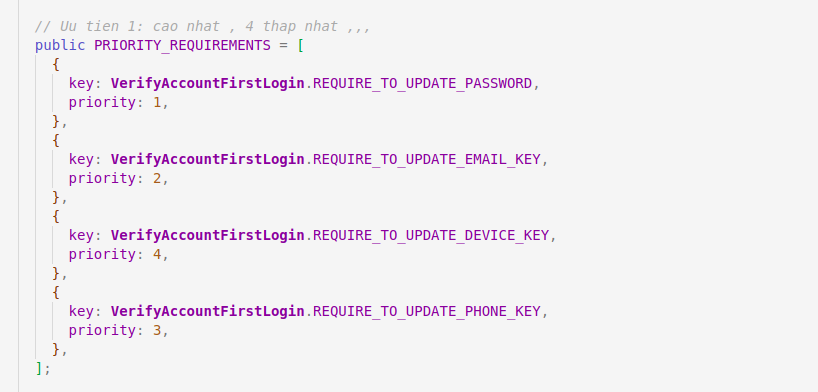 // Uu tien 1: cao nhat , 4 thap nhat ,,,
public PRIORITY_REQUIREMENTS = [
{
key: VerifyAccountFirstLogin.REQUIRE_TO_UPDATE_PASSWORD,
priority: 1,
},
{
key: VerifyAccountFirstLogin.REQUIRE_TO_UPDATE_EMAIL_KEY,
priority: 2,
},
{
key: VerifyAccountFirstLogin.REQUIRE_TO_UPDATE_DEVICE_KEY,
priority: 4,
},
{
key: VerifyAccountFirstLogin.REQUIRE_TO_UPDATE_PHONE_KEY,
priority: 3,
},
];